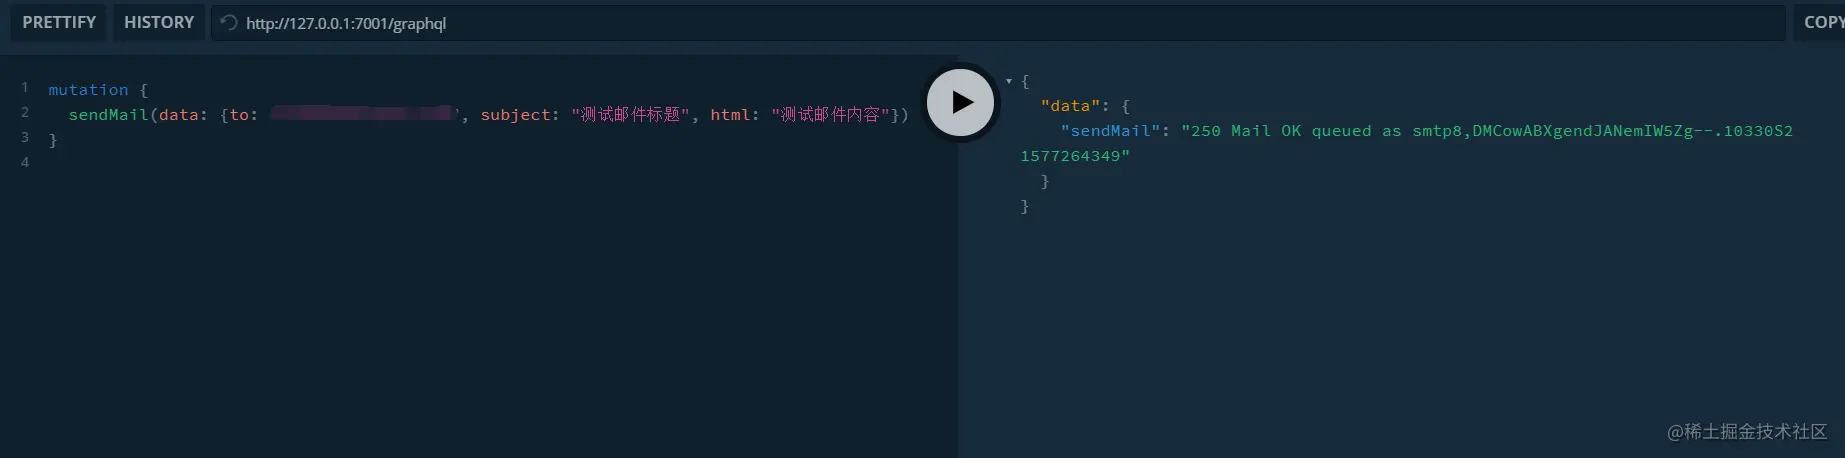 PRETTIFY HISTORY http://127.0.0.1:7001/graphql COPY
1 mutation {
2 sendMail(data: {to: , subject: "测试邮件标题", html: "测试邮件内容"})
3 }
4
{
"data": {
"sendMail": "250 Mail OK queued as smtp8,DMCowABXgendJANemIW5Zg--.10330S2
1577264349"
}
}
@稀土掘金技术社区